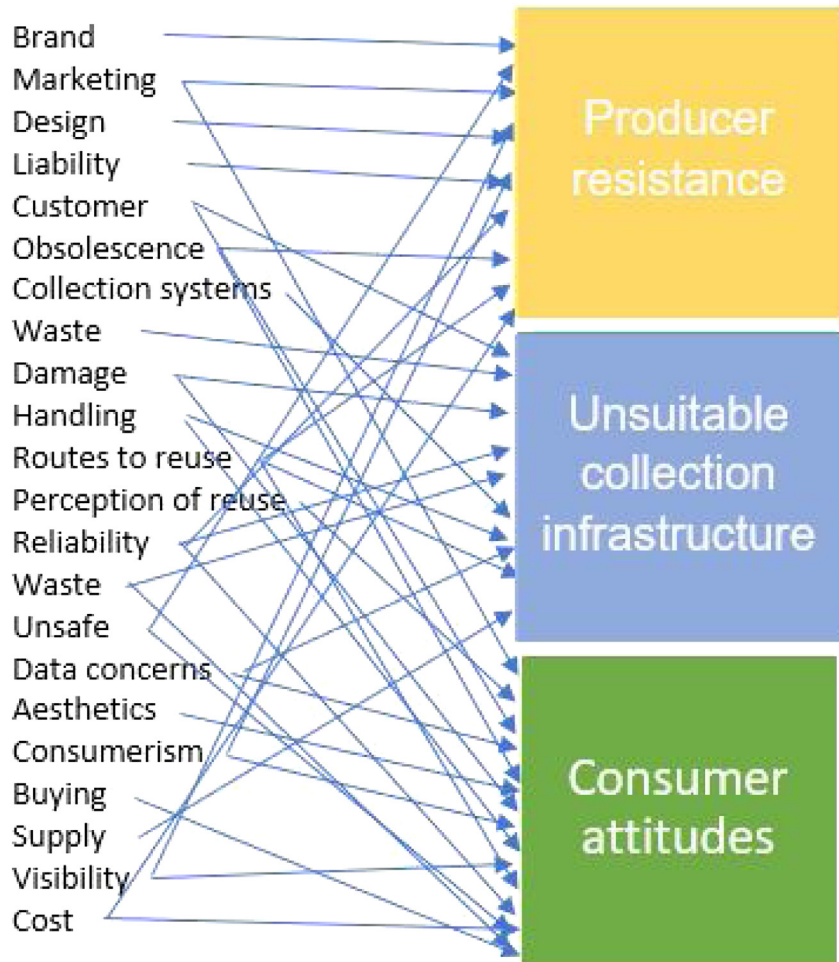 Brand
Marketing
Design
Liability
Customer
Obsolescence
Collection systems
Waste
Damage
Handling
Routes to reuse
Perception of reuse
Reliability
Waste
Unsafe
Data concerns
Aesthetics
Consumerism
Buying
Supply
Visibility
Cost
Producer
resistance
Unsuitable
collection
infrastructure
Consumer
attitudes